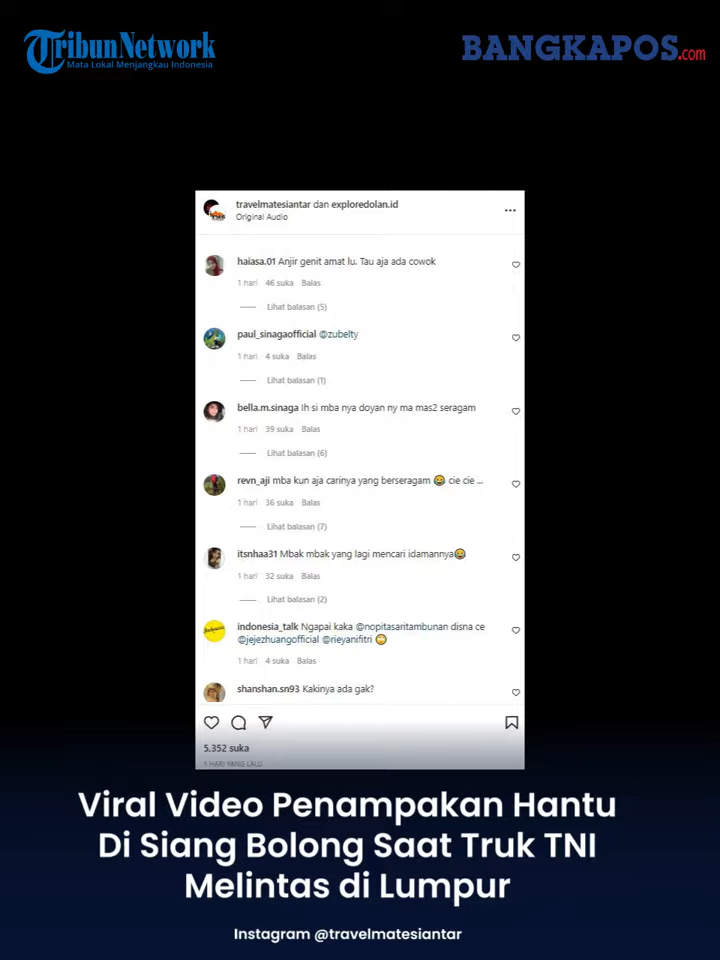 TribunNetwork
Mata Lokal Menjangkau Indonesia
BANGKAPOS.com
travelmatesiantar dan exploredolan.id
Original Audio
haiasa.01 Anjir genit amat lu. Tau aja ada cowok
1 hari 46 suka Balas
Lihat balasan (5)
paul_sinagaofficial @zubelty
1 hari 4 suka Balas
Lihat balasan (1)
bella.m.sinaga Ih si mba nya doyan ny ma mas2 seragam
1 hari 39 suka Balas
Lihat balasan (6)
revn_aji mba kun aja carinya yang berseragam 😂 cie cie ...
1 hari 36 suka Balas
Lihat balasan (7)
itsnhaa31 Mbak mbak yang lagi mencari idamannya😂
1 hari 32 suka Balas
Lihat balasan (2)
indonesia_talk Ngapai kaka @nopitasaritambunan disna ce
@jejezhuangofficial @rieyanifitri 🙄
1 hari 4 suka Balas
shanshan.sn93 Kakinya ada gak?
5.352 suka
1 HARI YANG LALU
Viral Video Penampakan Hantu
Di Siang Bolong Saat Truk TNI
Melintas di Lumpur
Instagram @travelmatesiantar